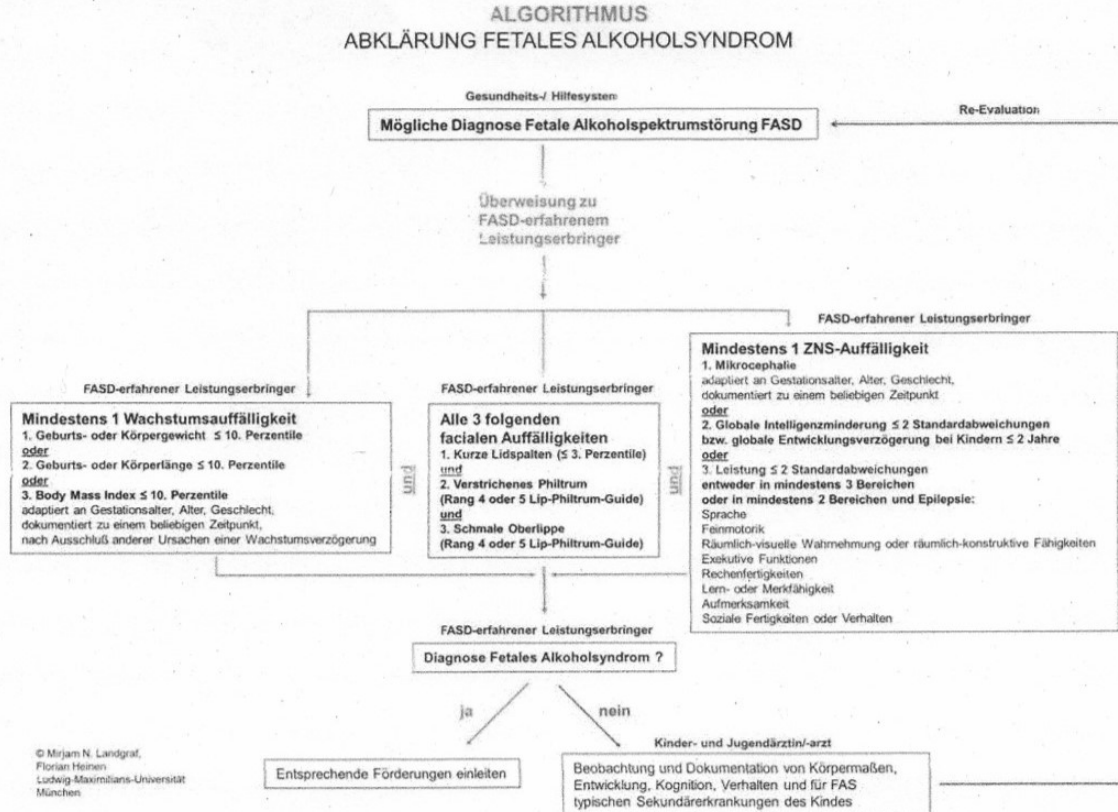 ALGORITHMUS
ABKLÄRUNG FETALES ALKOHOLSYNDROM
Gesundheits-/ Hilfesystem
Mögliche Diagnose Fetale Alkoholspektrumstörung FASD
Re-Evaluation
Überweisung zu
FASD-erfahrenem
Leistungserbringer
FASD-erfahrener Leistungserbringer
Mindestens 1 Wachstumsauffälligkeit
1. Geburts- oder Körpergewicht ≤ 10. Perzentile
oder
2. Geburts- oder Körperlänge ≤ 10. Perzentile
oder
3. Body Mass Index ≤ 10. Perzentile
adaptiert an Gestationsalter, Alter, Geschlecht,
dokumentiert zu einem beliebigen Zeitpunkt,
nach Ausschluß anderer Ursachen einer Wachstumsverzögerung
und
FASD-erfahrener Leistungserbringer
Alle 3 folgenden
facialen Auffälligkeiten
1. Kurze Lidspalten (≤ 3. Perzentile)
und
2. Verstrichenes Philtrum
(Rang 4 oder 5 Lip-Philtrum-Guide)
und
3. Schmale Oberlippe
(Rang 4 oder 5 Lip-Philtrum-Guide)
und
FASD-erfahrener Leistungserbringer
Mindestens 1 ZNS-Auffälligkeit
1. Mikrocephalie
adaptiert an Gestationsalter, Alter, Geschlecht,
dokumentiert zu einem beliebigen Zeitpunkt
oder
2. Globale Intelligenzminderung ≤ 2 Standardabweichungen
bzw. globale Entwicklungsverzögerung bei Kindern ≤ 2 Jahre
oder
3. Leistung ≤ 2 Standardabweichungen
entweder in mindestens 3 Bereichen
oder in mindestens 2 Bereichen und Epilepsie:
Sprache
Feinmotorik
Räumlich-visuelle Wahrnehmung oder räumlich-konstruktive Fähigkeiten
Exekutive Funktionen
Rechenfertigkeiten
Lern- oder Merkfähigkeit
Aufmerksamkeit
Soziale Fertigkeiten oder Verhalten
FASD-erfahrener Leistungserbringer
Diagnose Fetales Alkoholsyndrom ?
ja
nein
Entsprechende Förderungen einleiten
Kinder- und Jugendärztin/-arzt
Beobachtung und Dokumentation von Körpermaßen,
Entwicklung, Kognition, Verhalten und für FAS
typischen Sekundärerkrankungen des Kindes
© Mirjam N. Landgraf,
Florian Heinen
Ludwig-Maximilians-Universität
München